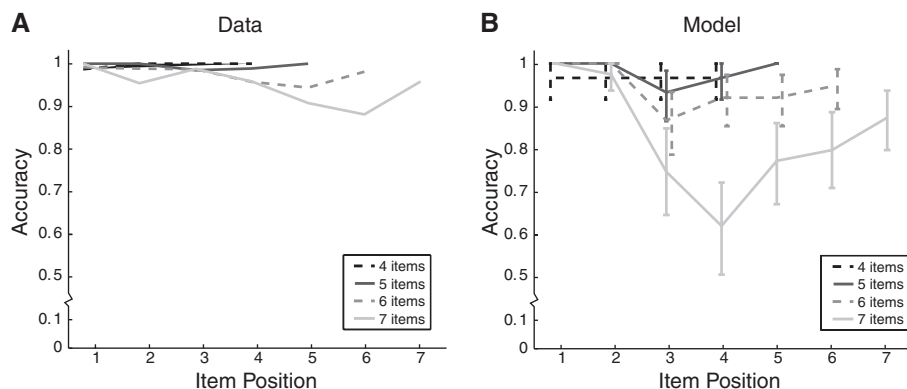 A
Data
Accuracy
1
0.9
0.8
0.7
0.6
0.5
0.1
0
1 2 3 4 5 6 7
Item Position
4 items
5 items
6 items
7 items
B
Model
Accuracy
1
0.9
0.8
0.7
0.6
0.5
0.1
0
1 2 3 4 5 6 7
Item Position
4 items
5 items
6 items
7 items